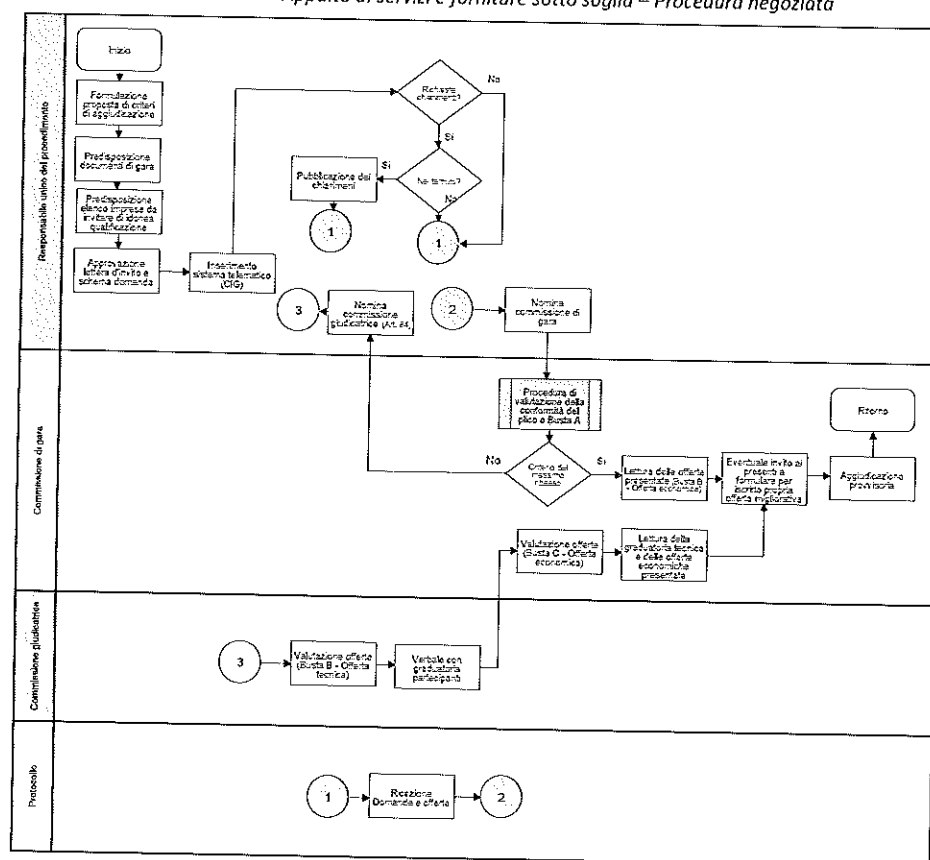 Appalto di servizi e forniture sotto soglia – Procedura negoziata
Responsabile unico del procedimento
Inizio
Formulazione
proposta di criteri
di aggiudicazione
Predisposizione
documenti di gara
Predisposizione
elenco imprese da
invitare di idonea
qualificazione
Approvazione
lettera d'invito e
schema domanda
Inserimento
sistema telematico
(CIG)
Richieste
chiarimenti?
No
Si
Nei termini?
Si
No
Pubblicazione dei
chiarimeni
1
1
3
Nomina
commissione
giudicatrice (Art. 84)
2
Nomina
commissione di
gara
Commissione di gara
Procedura di
valutazione della
conformità del
plico e Busta A
Criterio del
massimo
ribasso
No
Si
Lettura delle offerte
presentate (Busta B
- Offerta economica)
Eventuale invito ai
presenti a
formulare per
iscritto propria
offerta migliorativa
Aggiudicazione
provvisoria
Ritorno
Valutazione offerte
(Busta C - Offerta
economica)
Lettura della
graduatoria tecnica
e delle offerte
economiche
presentate
Commissione giudicatrice
3
Valutazione offerte
(Busta B - Offerta
tecnica)
Verbale con
graduatoria
partecipanti
Protocollo
1
Ricezione
Domande e offerte
2